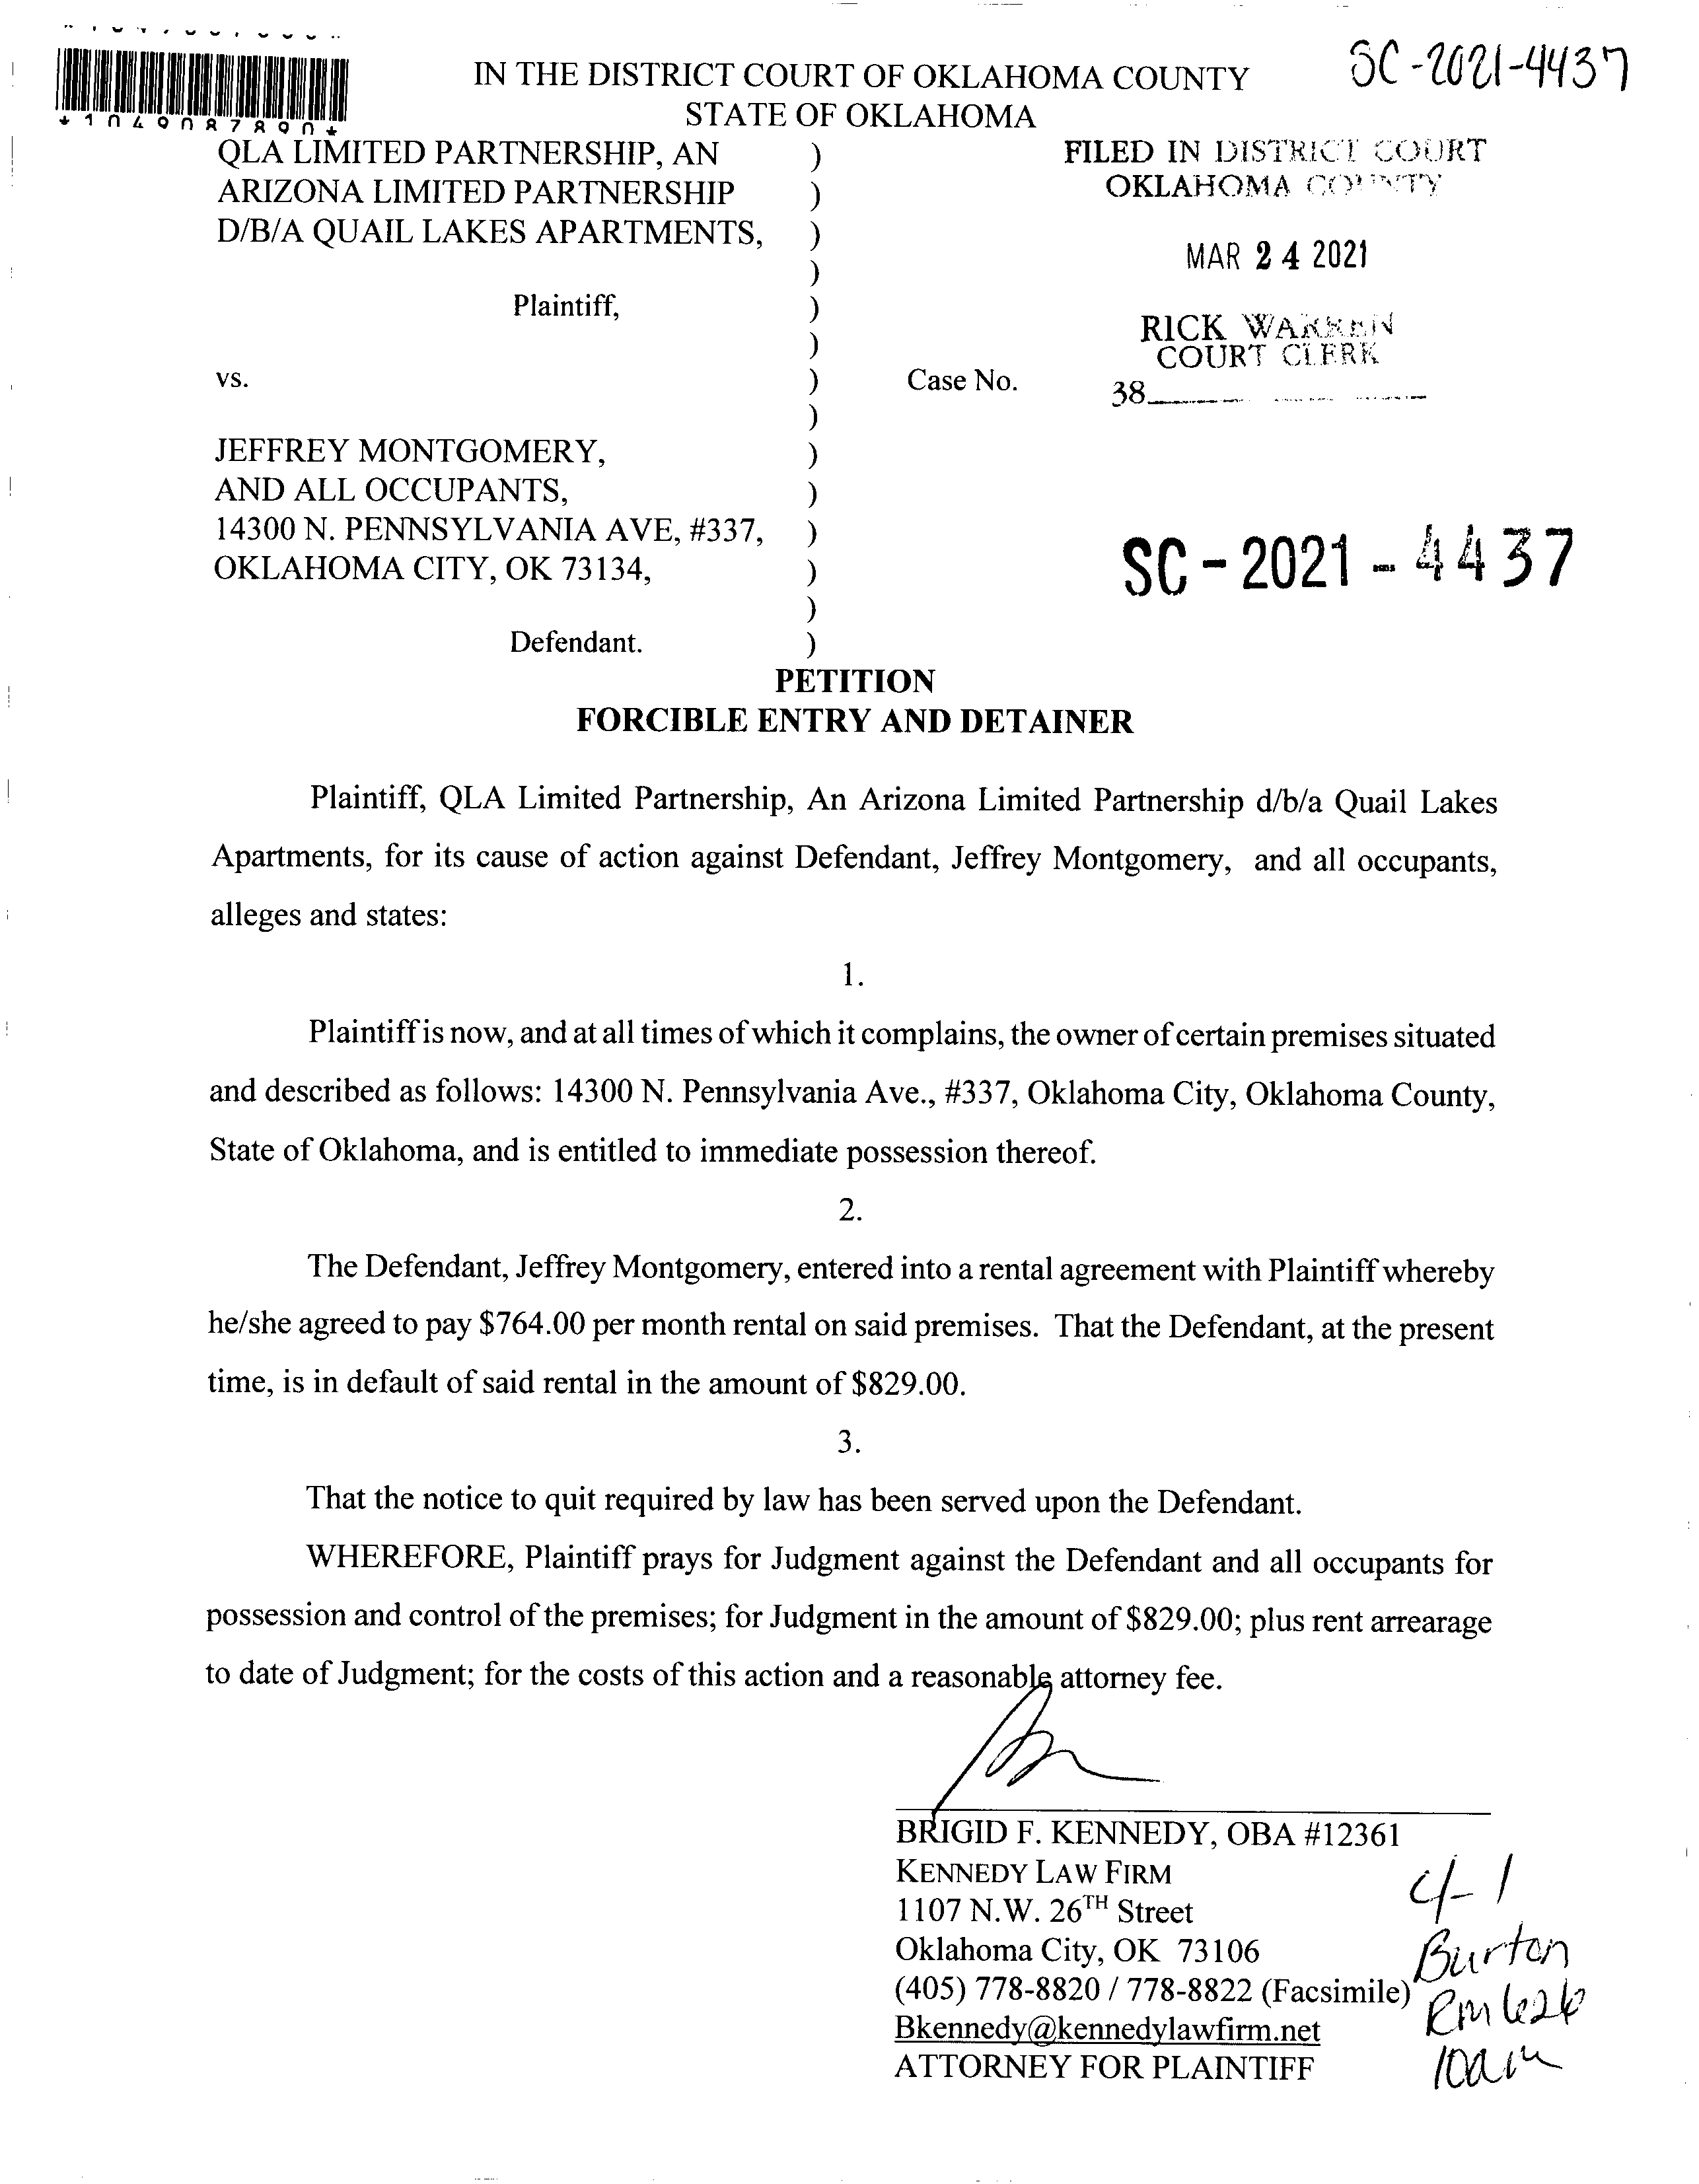 SC-2021-4437
*1049087890*
IN THE DISTRICT COURT OF OKLAHOMA COUNTY
STATE OF OKLAHOMA
QLA LIMITED PARTNERSHIP, AN )
ARIZONA LIMITED PARTNERSHIP )
D/B/A QUAIL LAKES APARTMENTS, )
)
Plaintiff, )
)
vs. ) Case No.
)
JEFFREY MONTGOMERY, )
AND ALL OCCUPANTS, )
14300 N. PENNSYLVANIA AVE, #337, )
OKLAHOMA CITY, OK 73134, )
)
Defendant. )
FILED IN DISTRICT COURT
OKLAHOMA COUNTY
MAR 24 2021
RICK WARREN
COURT CLERK
38
SC-2021-4437
PETITION
FORCIBLE ENTRY AND DETAINER
Plaintiff, QLA Limited Partnership, An Arizona Limited Partnership d/b/a Quail Lakes
Apartments, for its cause of action against Defendant, Jeffrey Montgomery, and all occupants,
alleges and states:
1.
Plaintiff is now, and at all times of which it complains, the owner of certain premises situated
and described as follows: 14300 N. Pennsylvania Ave., #337, Oklahoma City, Oklahoma County,
State of Oklahoma, and is entitled to immediate possession thereof.
2.
The Defendant, Jeffrey Montgomery, entered into a rental agreement with Plaintiff whereby
he/she agreed to pay $764.00 per month rental on said premises. That the Defendant, at the present
time, is in default of said rental in the amount of $829.00.
3.
That the notice to quit required by law has been served upon the Defendant.
WHEREFORE, Plaintiff prays for Judgment against the Defendant and all occupants for
possession and control of the premises; for Judgment in the amount of $829.00; plus rent arrearage
to date of Judgment; for the costs of this action and a reasonable attorney fee.
BRIGID F. KENNEDY, OBA #12361
KENNEDY LAW FIRM
1107 N.W. 26TH Street
Oklahoma City, OK 73106
(405) 778-8820 / 778-8822 (Facsimile)
Bkennedy@kennedylawfirm.net
ATTORNEY FOR PLAINTIFF
4-1
Burton
Rm 626
10am